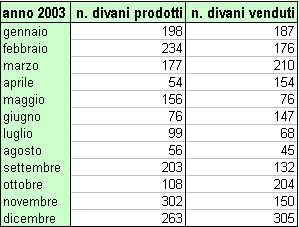 anno 2003 n. divani prodotti n. divani venduti
gennaio 198 187
febbraio 234 176
marzo 177 210
aprile 54 154
maggio 156 76
giugno 76 147
luglio 99 68
agosto 56 45
settembre 203 132
ottobre 108 204
novembre 302 150
dicembre 263 305